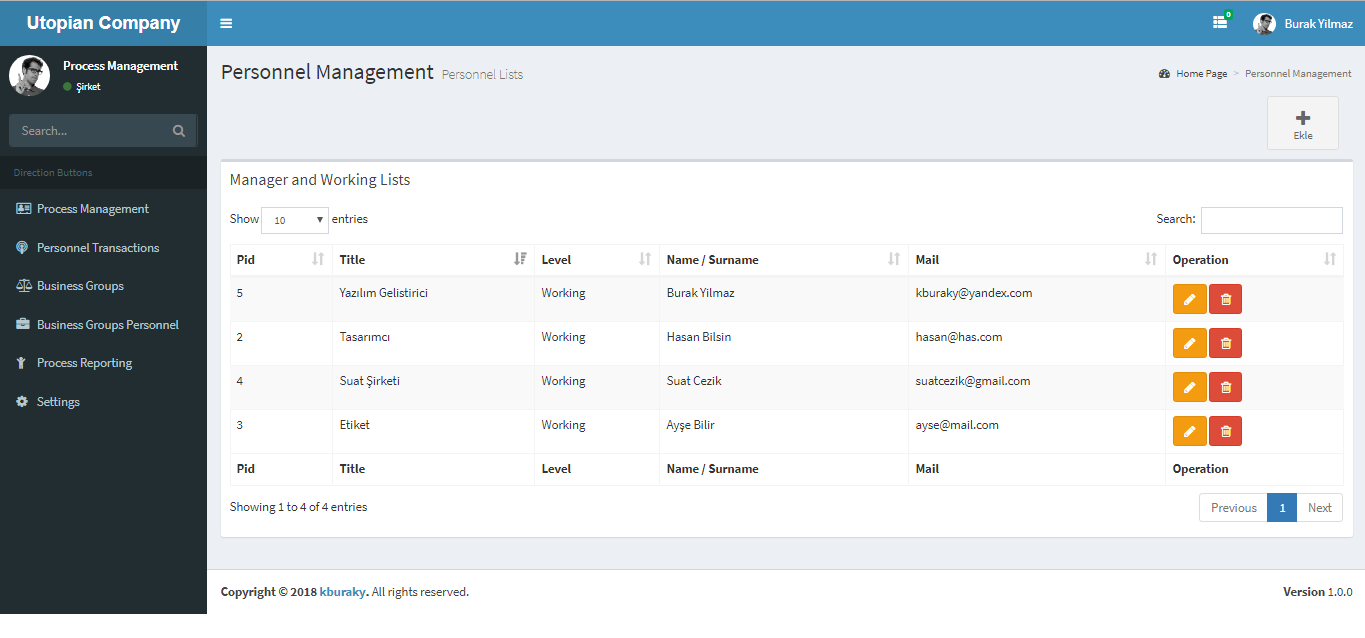 Utopian Company
0
Burak Yilmaz
Process Management
Şirket
Search...
Direction Buttons
Process Management
Personnel Transactions
Business Groups
Business Groups Personnel
Process Reporting
Settings
Personnel Management Personnel Lists
Home Page > Personnel Management
Ekle
Manager and Working Lists
Show 10 entries
Search:
Pid Title Level Name / Surname Mail Operation
5 Yazılım Gelistirici Working Burak Yilmaz kburaky@yandex.com
2 Tasarımcı Working Hasan Bilsin hasan@has.com
4 Suat Şirketi Working Suat Cezik suatcezik@gmail.com
3 Etiket Working Ayşe Bilir ayse@mail.com
Pid Title Level Name / Surname Mail Operation
Showing 1 to 4 of 4 entries
Previous 1 Next
Copyright © 2018 kburaky. All rights reserved.
Version 1.0.0